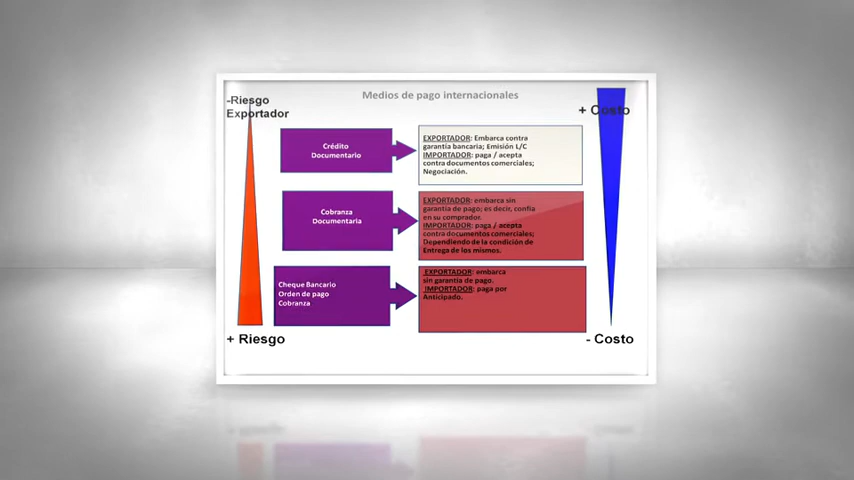 Medios de pago internacionales
-Riesgo
Exportador
+ Costo
Crédito
Documentario
EXPORTADOR: Embarca contra
garantía bancaria; Emisión L/C
IMPORTADOR: paga / acepta
contra documentos comerciales;
Negociación.
Cobranza
Documentaria
EXPORTADOR: embarca sin
garantía de pago; es decir, confía
en su comprador.
IMPORTADOR: paga / acepta
contra documentos comerciales;
Dependiendo de la condición de
Entrega de los mismos.
Cheque Bancario
Orden de pago
Cobranza
EXPORTADOR: embarca
sin garantía de pago.
IMPORTADOR: paga por
Anticipado.
+ Riesgo
- Costo